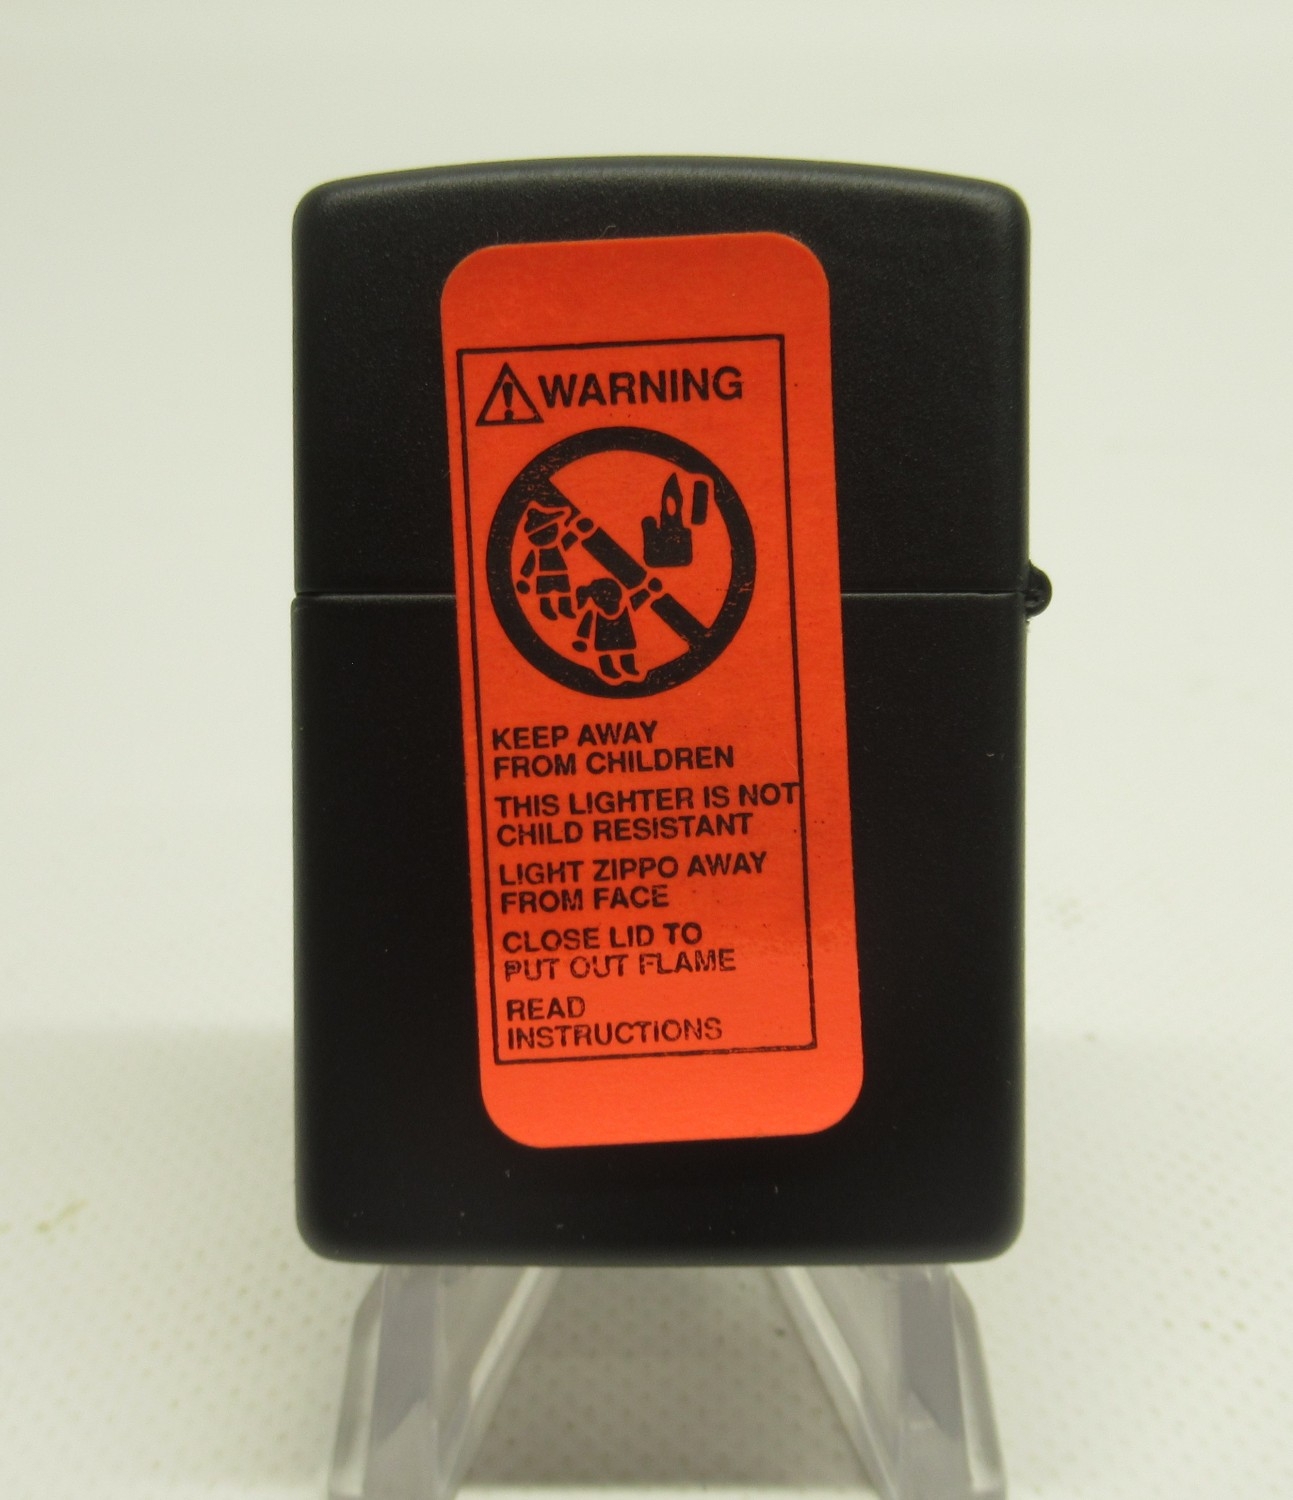 WARNING
KEEP AWAY
FROM CHILDREN
THIS LIGHTER IS NOT
CHILD RESISTANT
LIGHT ZIPPO AWAY
FROM FACE
CLOSE LID TO
PUT OUT FLAME
READ
INSTRUCTIONS